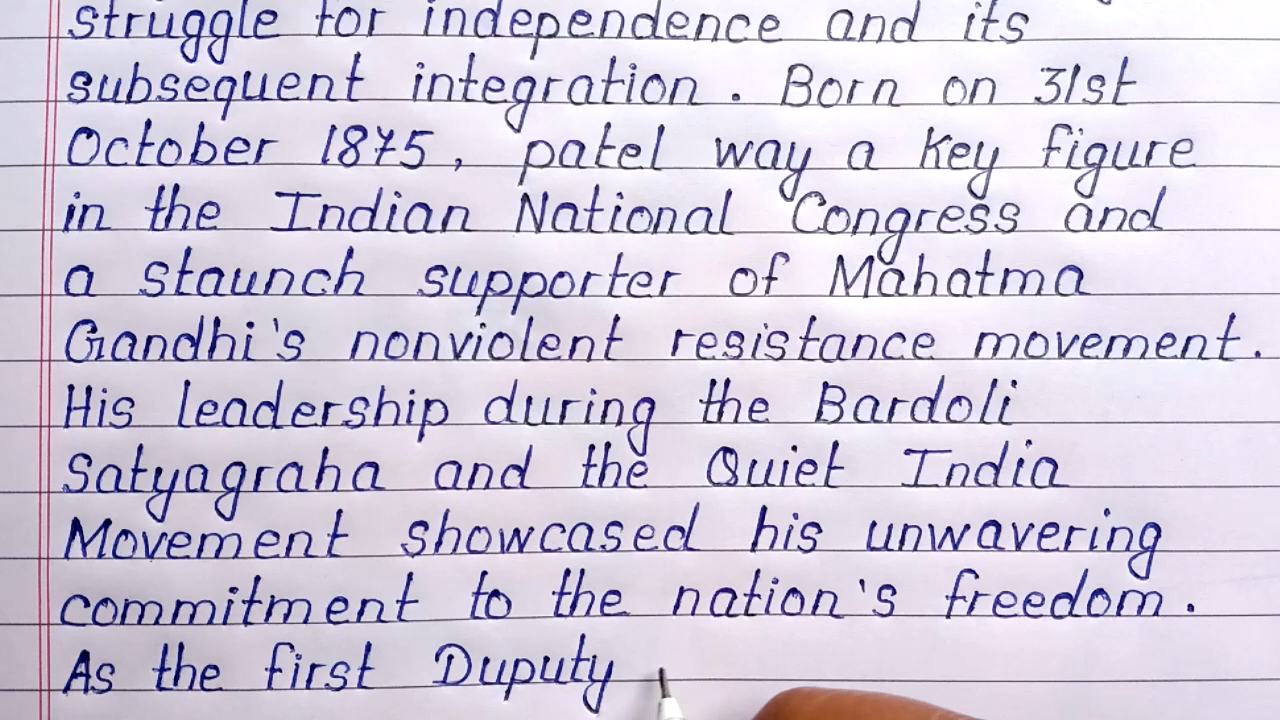 struggle for independence and its
subsequent integration. Born on 31st
October 1875, patel way a key figure
in the Indian National Congress and
a staunch supporter of Mahatma
Gandhi's nonviolent resistance movement.
His leadership during the Bardoli
Satyagraha and the Quiet India
Movement showcased his unwavering
commitment to the nation's freedom.
As the first Duputy